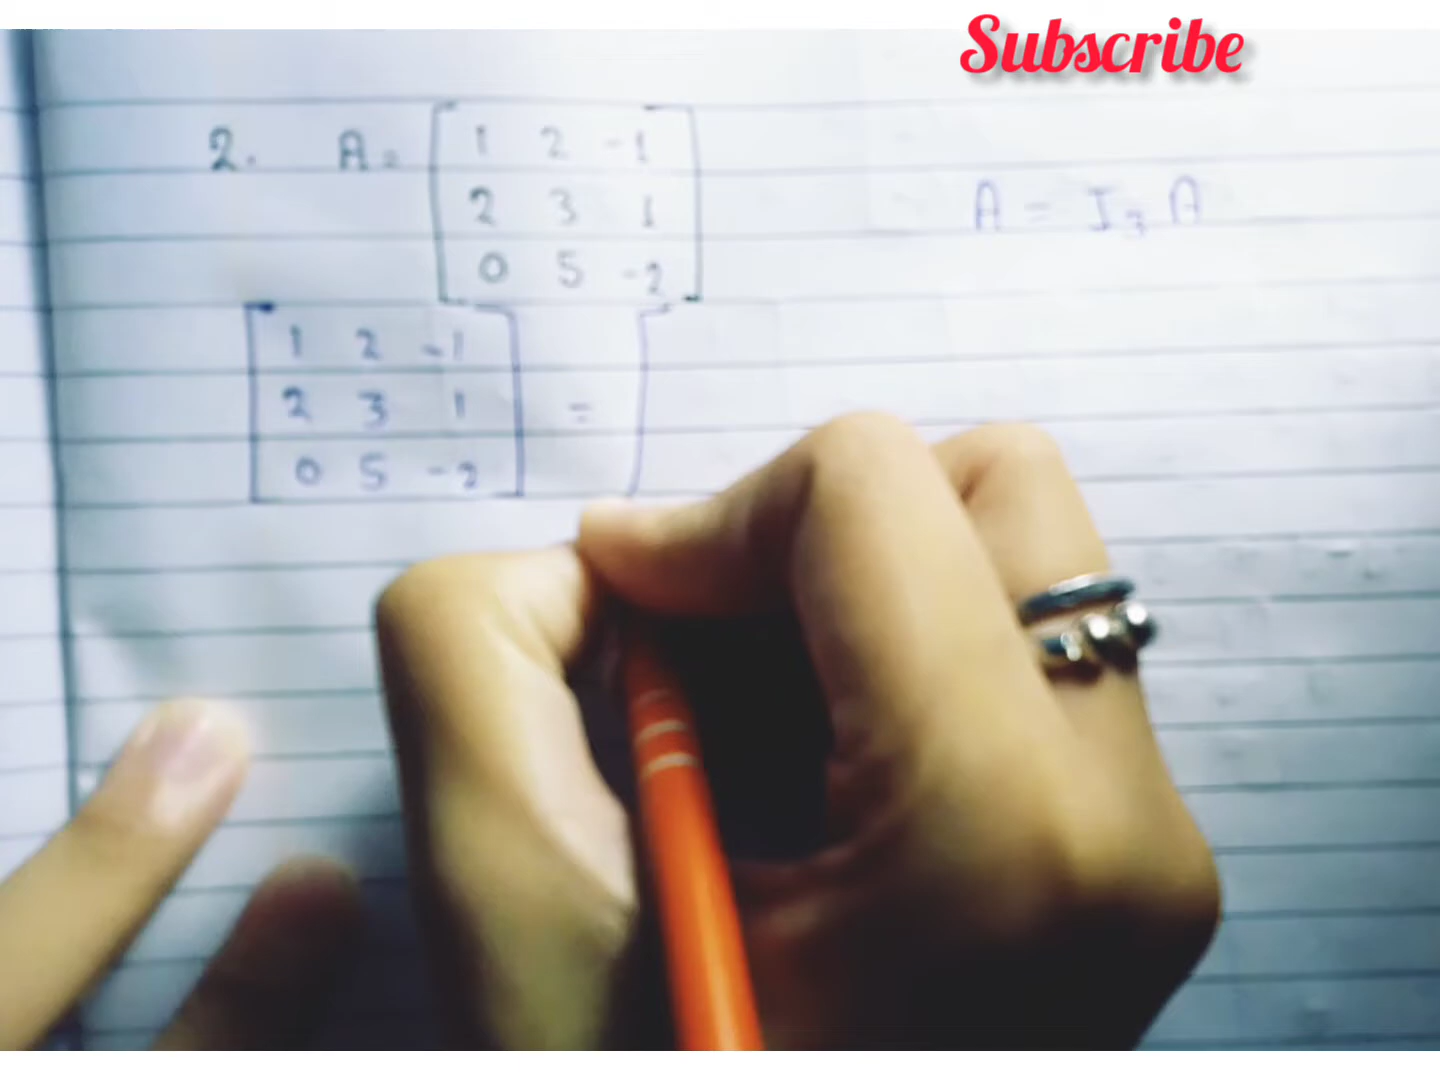 Subscribe
2. A = [ 1 2 -1
2 3 1
0 5 -2 ]
A = I₃ A
[ 1 2 -1
2 3 1
0 5 -2 ] = [